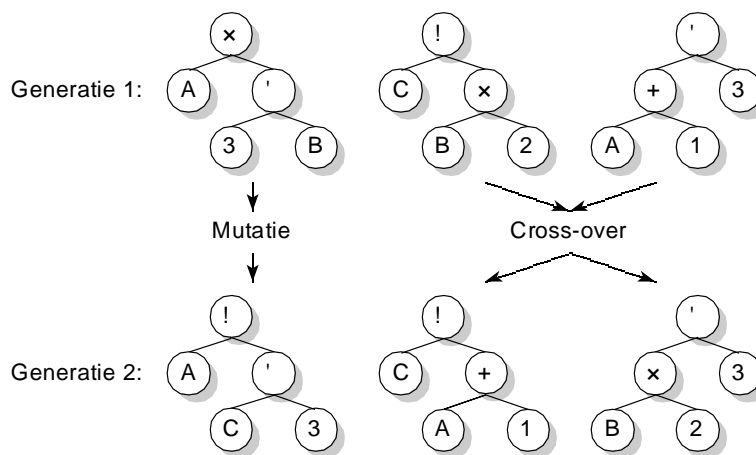 × ! '
Generatie 1: A ' C × + 3
3 B B 2 A 1
Mutatie Cross-over
! ! '
Generatie 2: A ' C + × 3
C 3 A 1 B 2